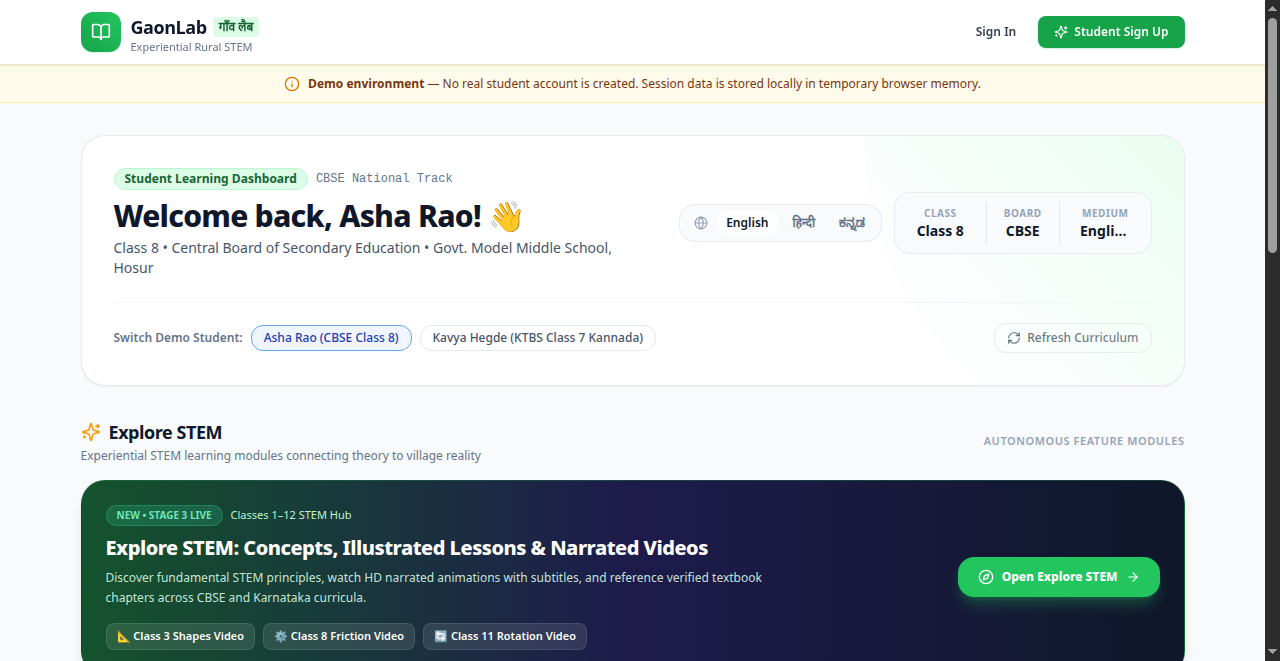 GaonLab गाँव लैब
Experiential Rural STEM
Sign In
Student Sign Up
Demo environment — No real student account is created. Session data is stored locally in temporary browser memory.
Student Learning Dashboard CBSE National Track
Welcome back, Asha Rao! 👋
Class 8 • Central Board of Secondary Education • Govt. Model Middle School,
Hosur
English हिन्दी ಕನ್ನಡ
CLASS BOARD MEDIUM
Class 8 CBSE Engli...
Switch Demo Student: Asha Rao (CBSE Class 8) Kavya Hegde (KTBS Class 7 Kannada) Refresh Curriculum
Explore STEM
Experiential STEM learning modules connecting theory to village reality
AUTONOMOUS FEATURE MODULES
NEW • STAGE 3 LIVE Classes 1–12 STEM Hub
Explore STEM: Concepts, Illustrated Lessons & Narrated Videos
Discover fundamental STEM principles, watch HD narrated animations with subtitles, and reference verified textbook
chapters across CBSE and Karnataka curricula.
Open Explore STEM →
📐 Class 3 Shapes Video ⚙️ Class 8 Friction Video 🔄 Class 11 Rotation Video